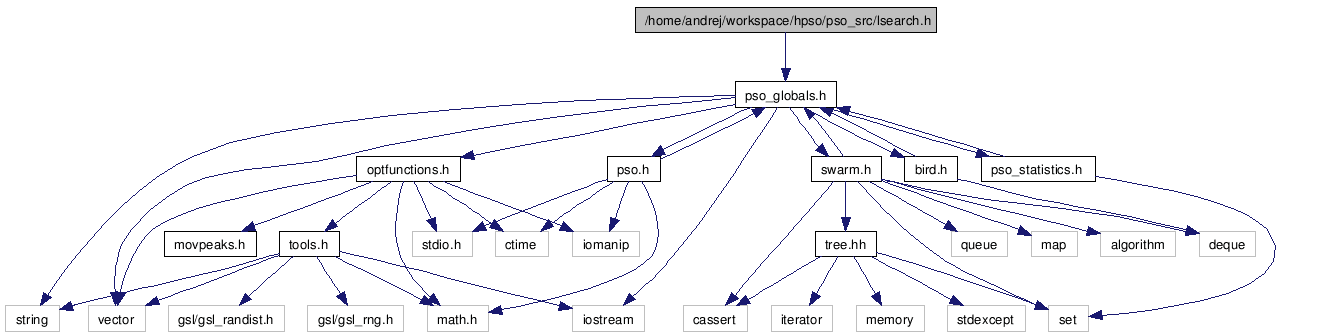 /home/andrej/workspace/hpso/pso_src/lsearch.h
pso_globals.h
optfunctions.h
pso.h
swarm.h
bird.h
pso_statistics.h
movpeaks.h
tools.h
stdio.h
ctime
iomanip
tree.hh
queue
map
algorithm
deque
string
vector
gsl/gsl_randist.h
gsl/gsl_rng.h
math.h
iostream
cassert
iterator
memory
stdexcept
set